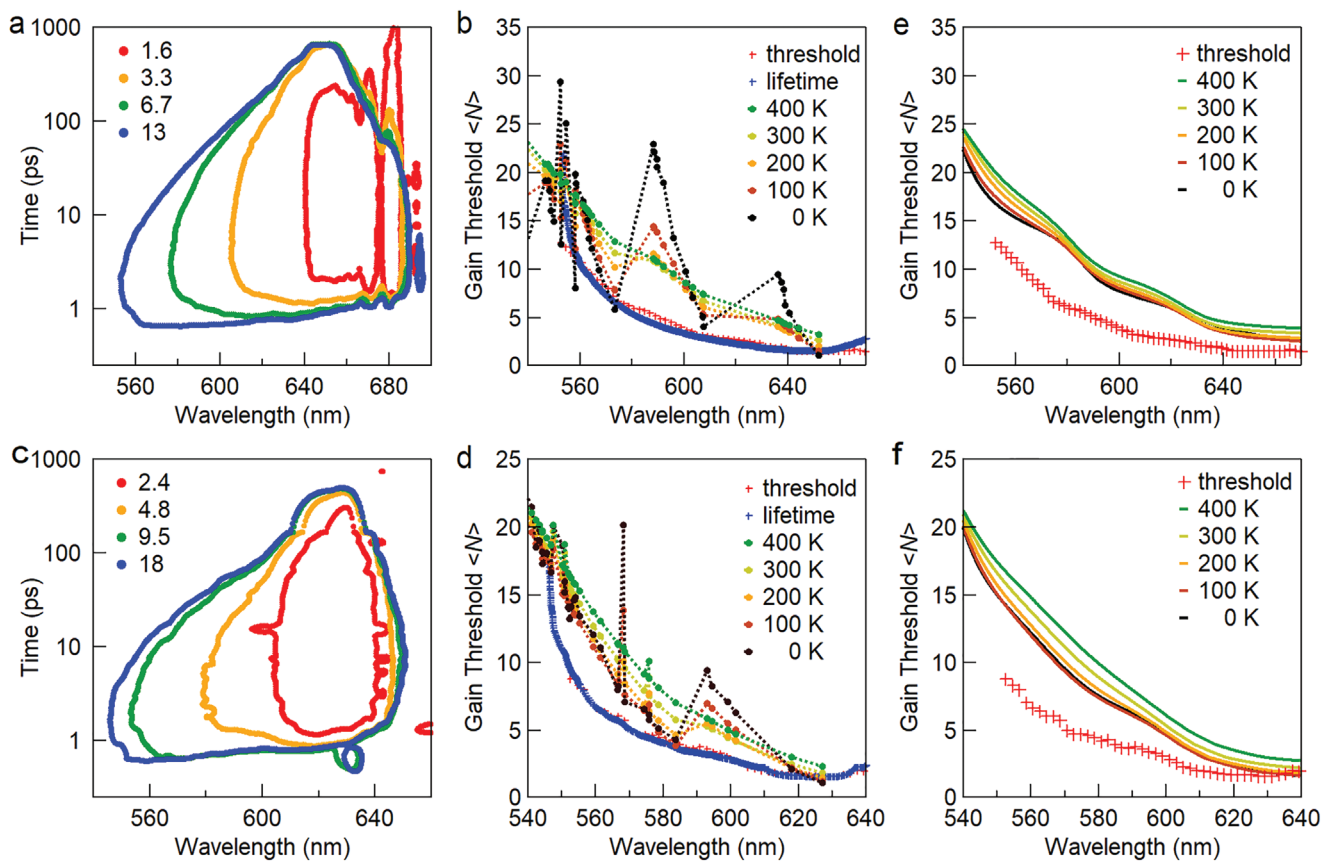 a
1000
100
10
1
Time (ps)
1.6
3.3
6.7
13
560
600
640
680
Wavelength (nm)
b
35
30
25
20
15
10
5
0
Gain Threshold <N>
threshold
lifetime
400 K
300 K
200 K
100 K
0 K
560
600
640
Wavelength (nm)
e
35
30
25
20
15
10
5
0
Gain Threshold <N>
threshold
400 K
300 K
200 K
100 K
0 K
560
600
640
Wavelength (nm)
c
1000
100
10
1
Time (ps)
2.4
4.8
9.5
18
560
600
640
Wavelength (nm)
d
25
20
15
10
5
0
Gain Threshold <N>
threshold
lifetime
400 K
300 K
200 K
100 K
0 K
540
560
580
600
620
640
Wavelength (nm)
f
25
20
15
10
5
0
Gain Threshold <N>
threshold
400 K
300 K
200 K
100 K
0 K
540
560
580
600
620
640
Wavelength (nm)